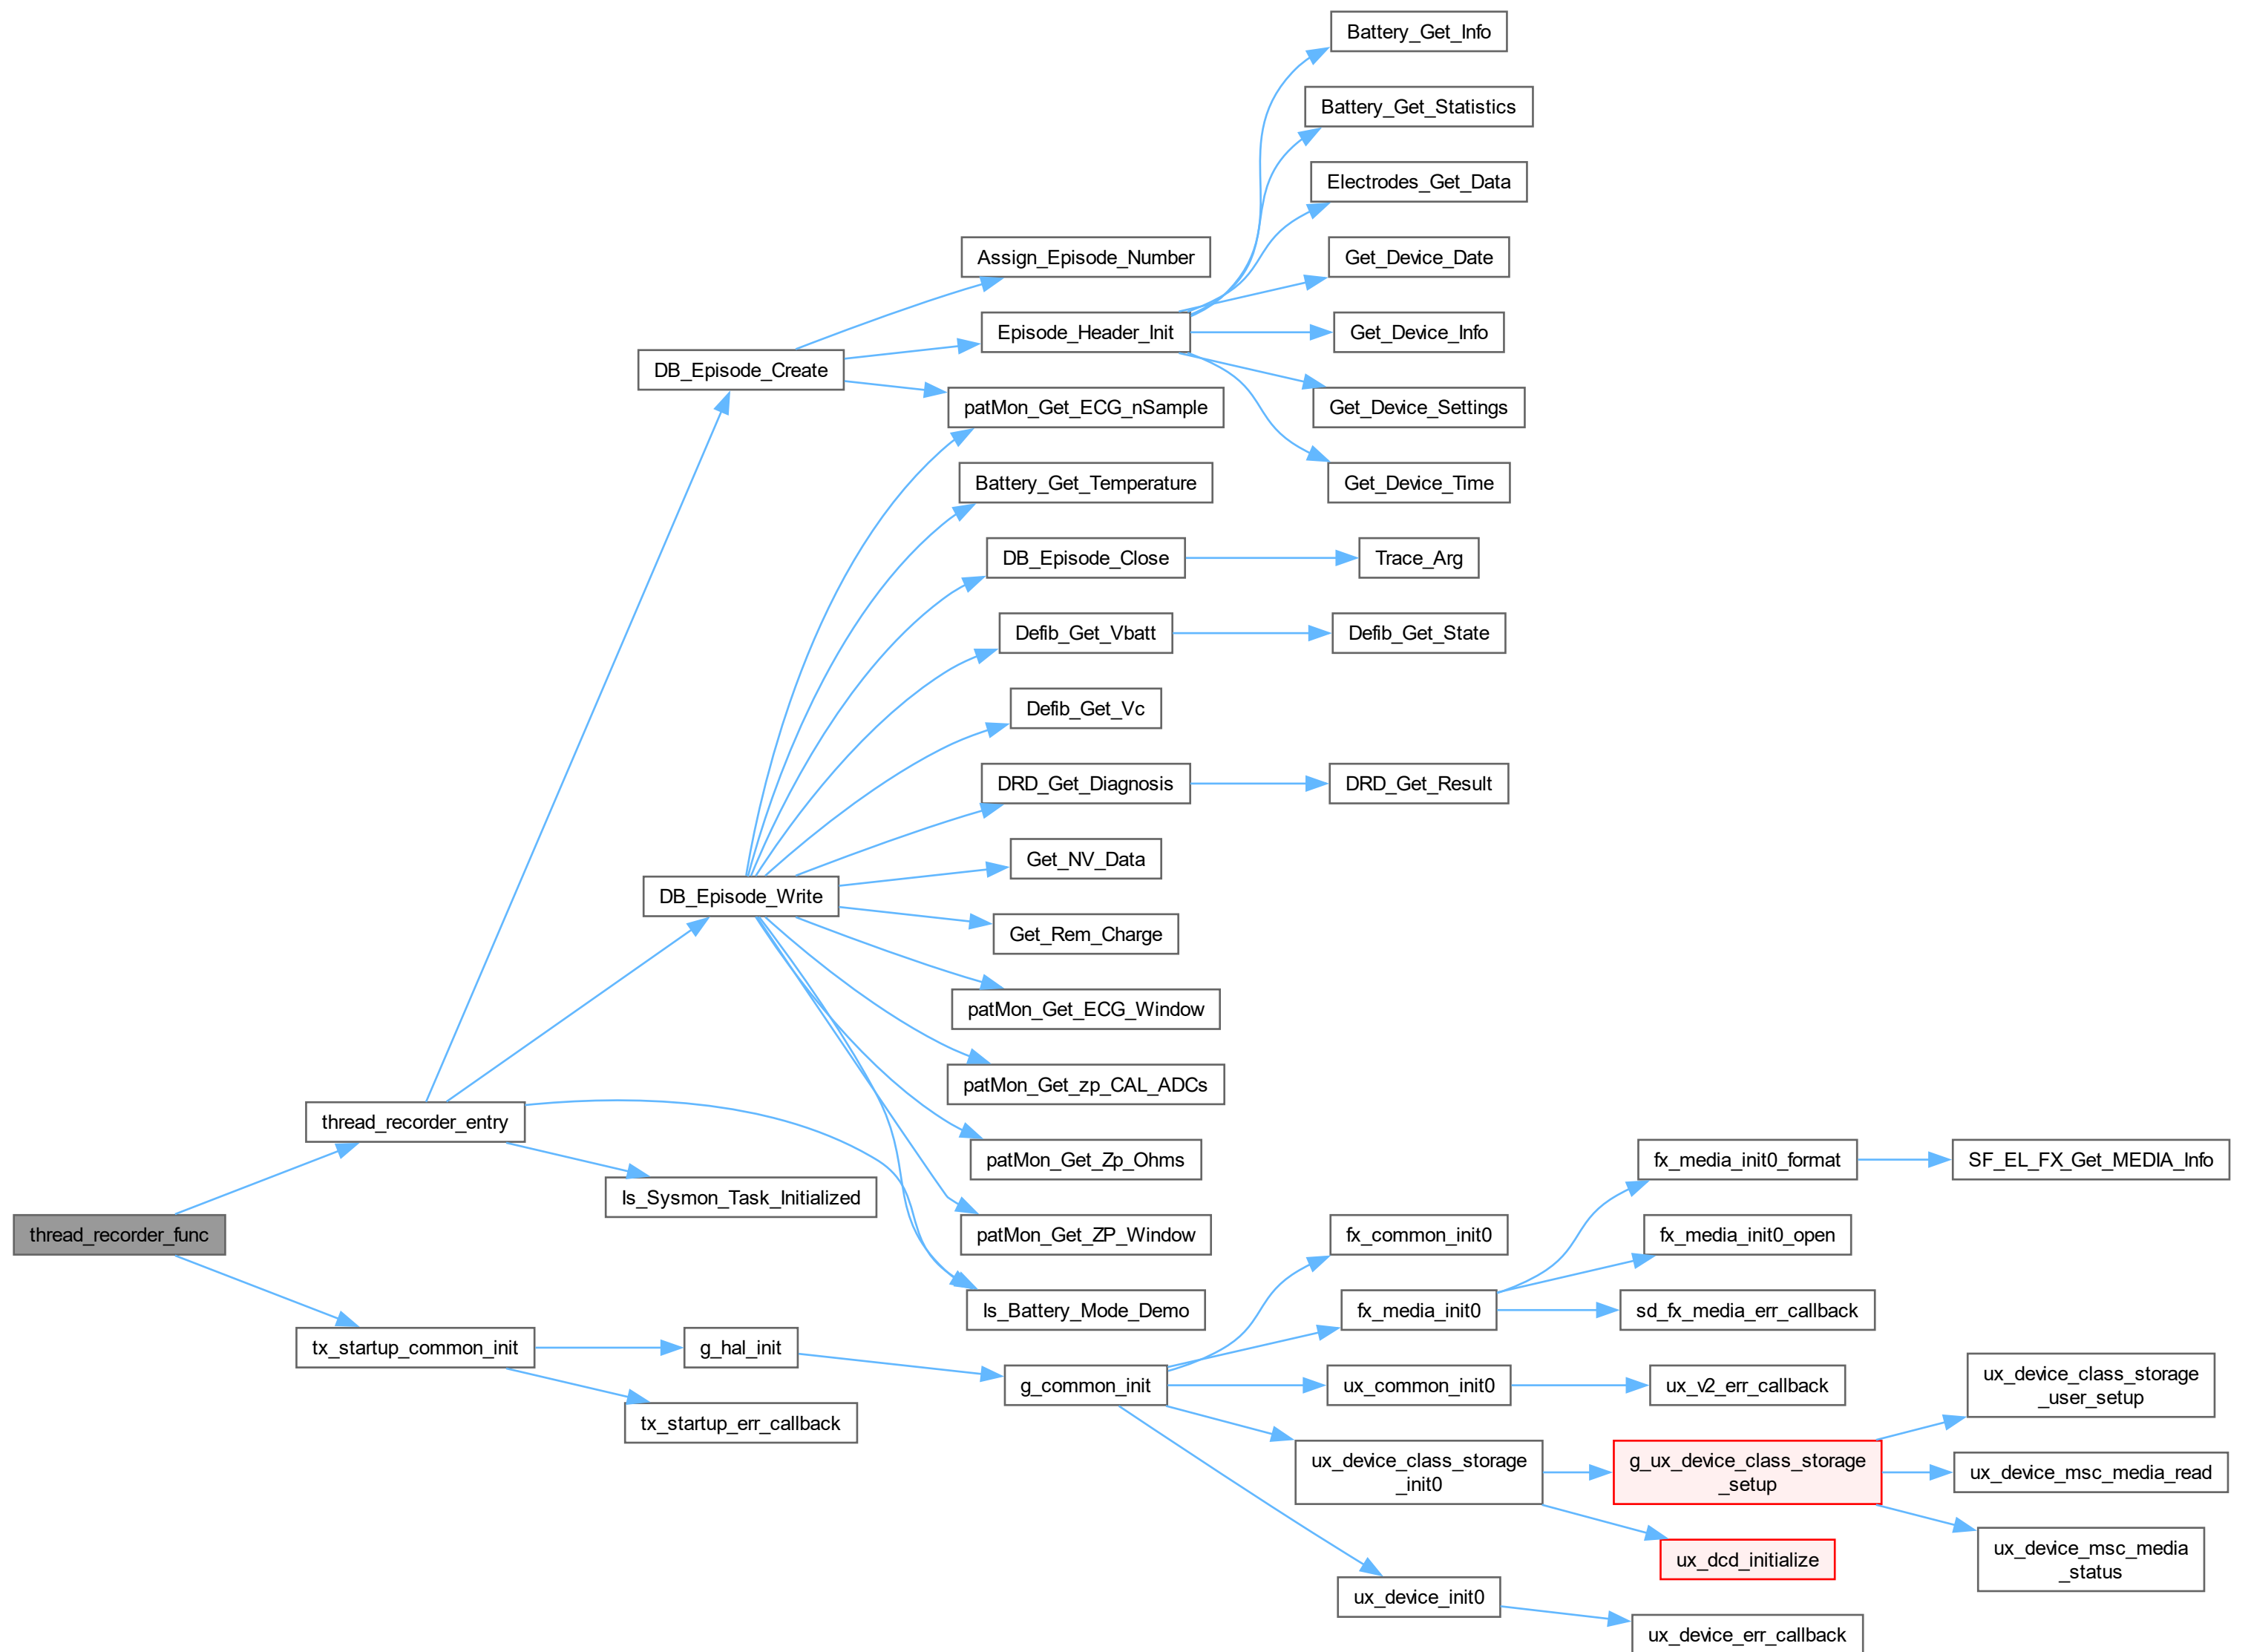 Battery_Get_Info
Battery_Get_Statistics
Electrodes_Get_Data
Assign_Episode_Number
Get_Device_Date
Episode_Header_Init
Get_Device_Info
DB_Episode_Create
patMon_Get_ECG_nSample
Get_Device_Settings
Battery_Get_Temperature
Get_Device_Time
DB_Episode_Close
Trace_Arg
Defib_Get_Vbatt
Defib_Get_State
Defib_Get_Vc
DRD_Get_Diagnosis
DRD_Get_Result
Get_NV_Data
DB_Episode_Write
Get_Rem_Charge
patMon_Get_ECG_Window
patMon_Get_zp_CAL_ADCs
thread_recorder_entry
patMon_Get_Zp_Ohms
fx_media_init0_format
SF_EL_FX_Get_MEDIA_Info
Is_Sysmon_Task_Initialized
thread_recorder_func
patMon_Get_ZP_Window
fx_common_init0
fx_media_init0_open
Is_Battery_Mode_Demo
fx_media_init0
sd_fx_media_err_callback
tx_startup_common_init
g_hal_init
g_common_init
ux_common_init0
ux_v2_err_callback
ux_device_class_storage
_user_setup
tx_startup_err_callback
ux_device_class_storage
_init0
g_ux_device_class_storage
_setup
ux_device_msc_media_read
ux_dcd_initialize
ux_device_msc_media
_status
ux_device_init0
ux_device_err_callback